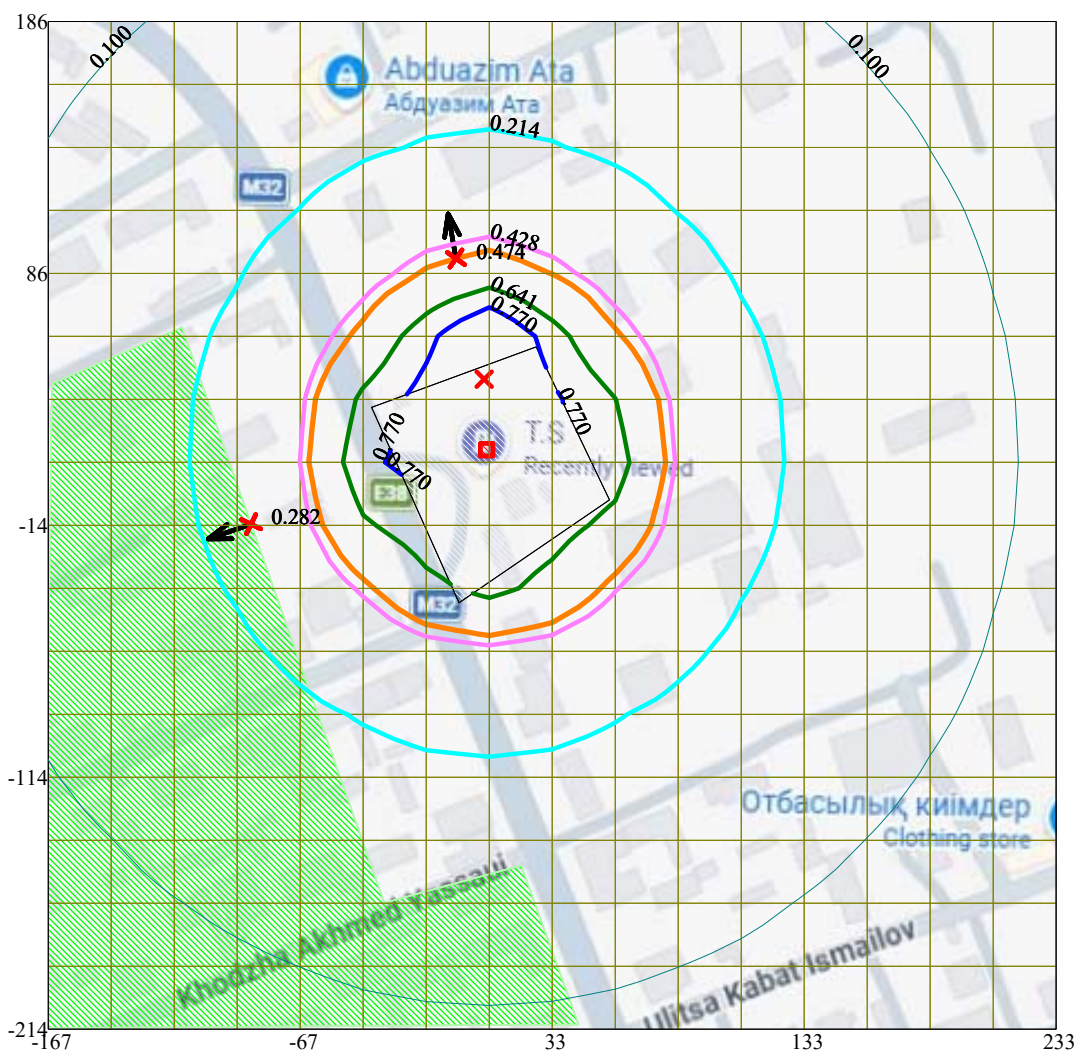 186
0.100
0.100
Abduazim Ata
Абдуазим Ата
0.214
M32
0.428
0.474
0.641
86
0.770
0.770
0.770
T.S
Recently viewed
0.770
0.282
-14
M32
-114
Отбасылық киімдер
Clothing store
Khodzha Akhmed Yassaui
Ulitsa Kabat Ismailov
-214
-167
-67
33
133
233